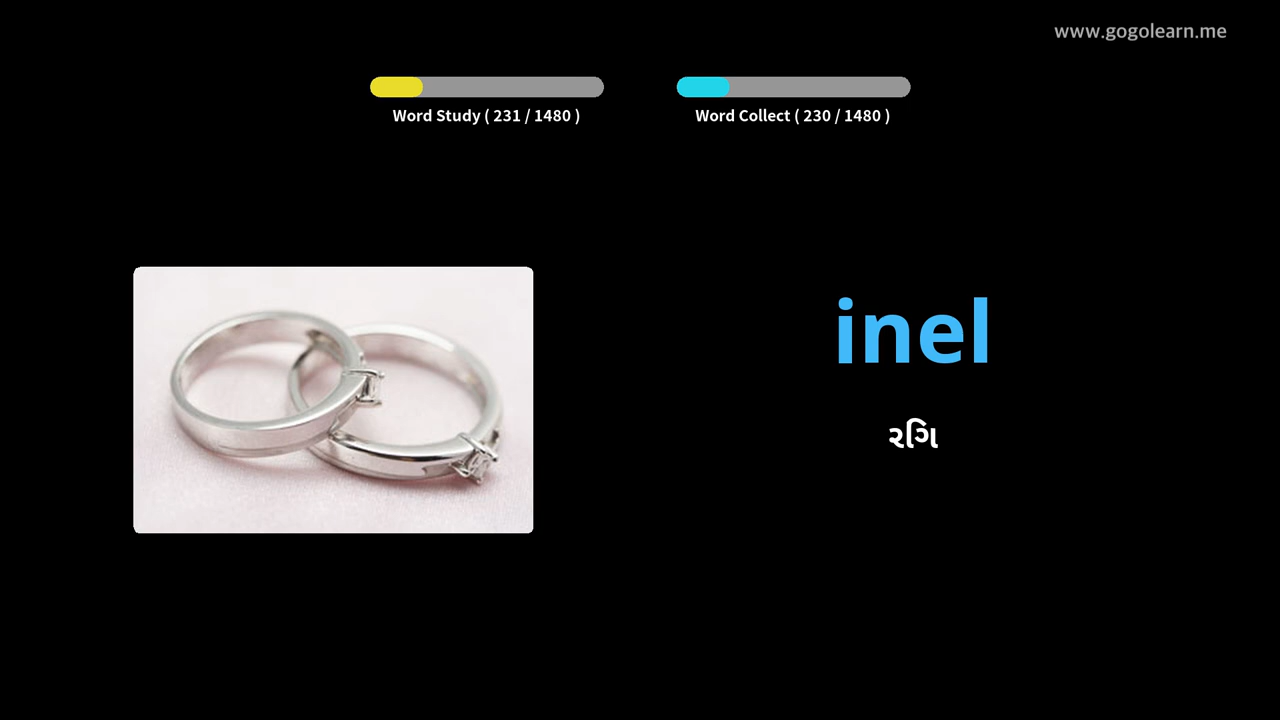 www.gogolearn.me
Word Study ( 231 / 1480 )
Word Collect ( 230 / 1480 )
inel
રિંગ